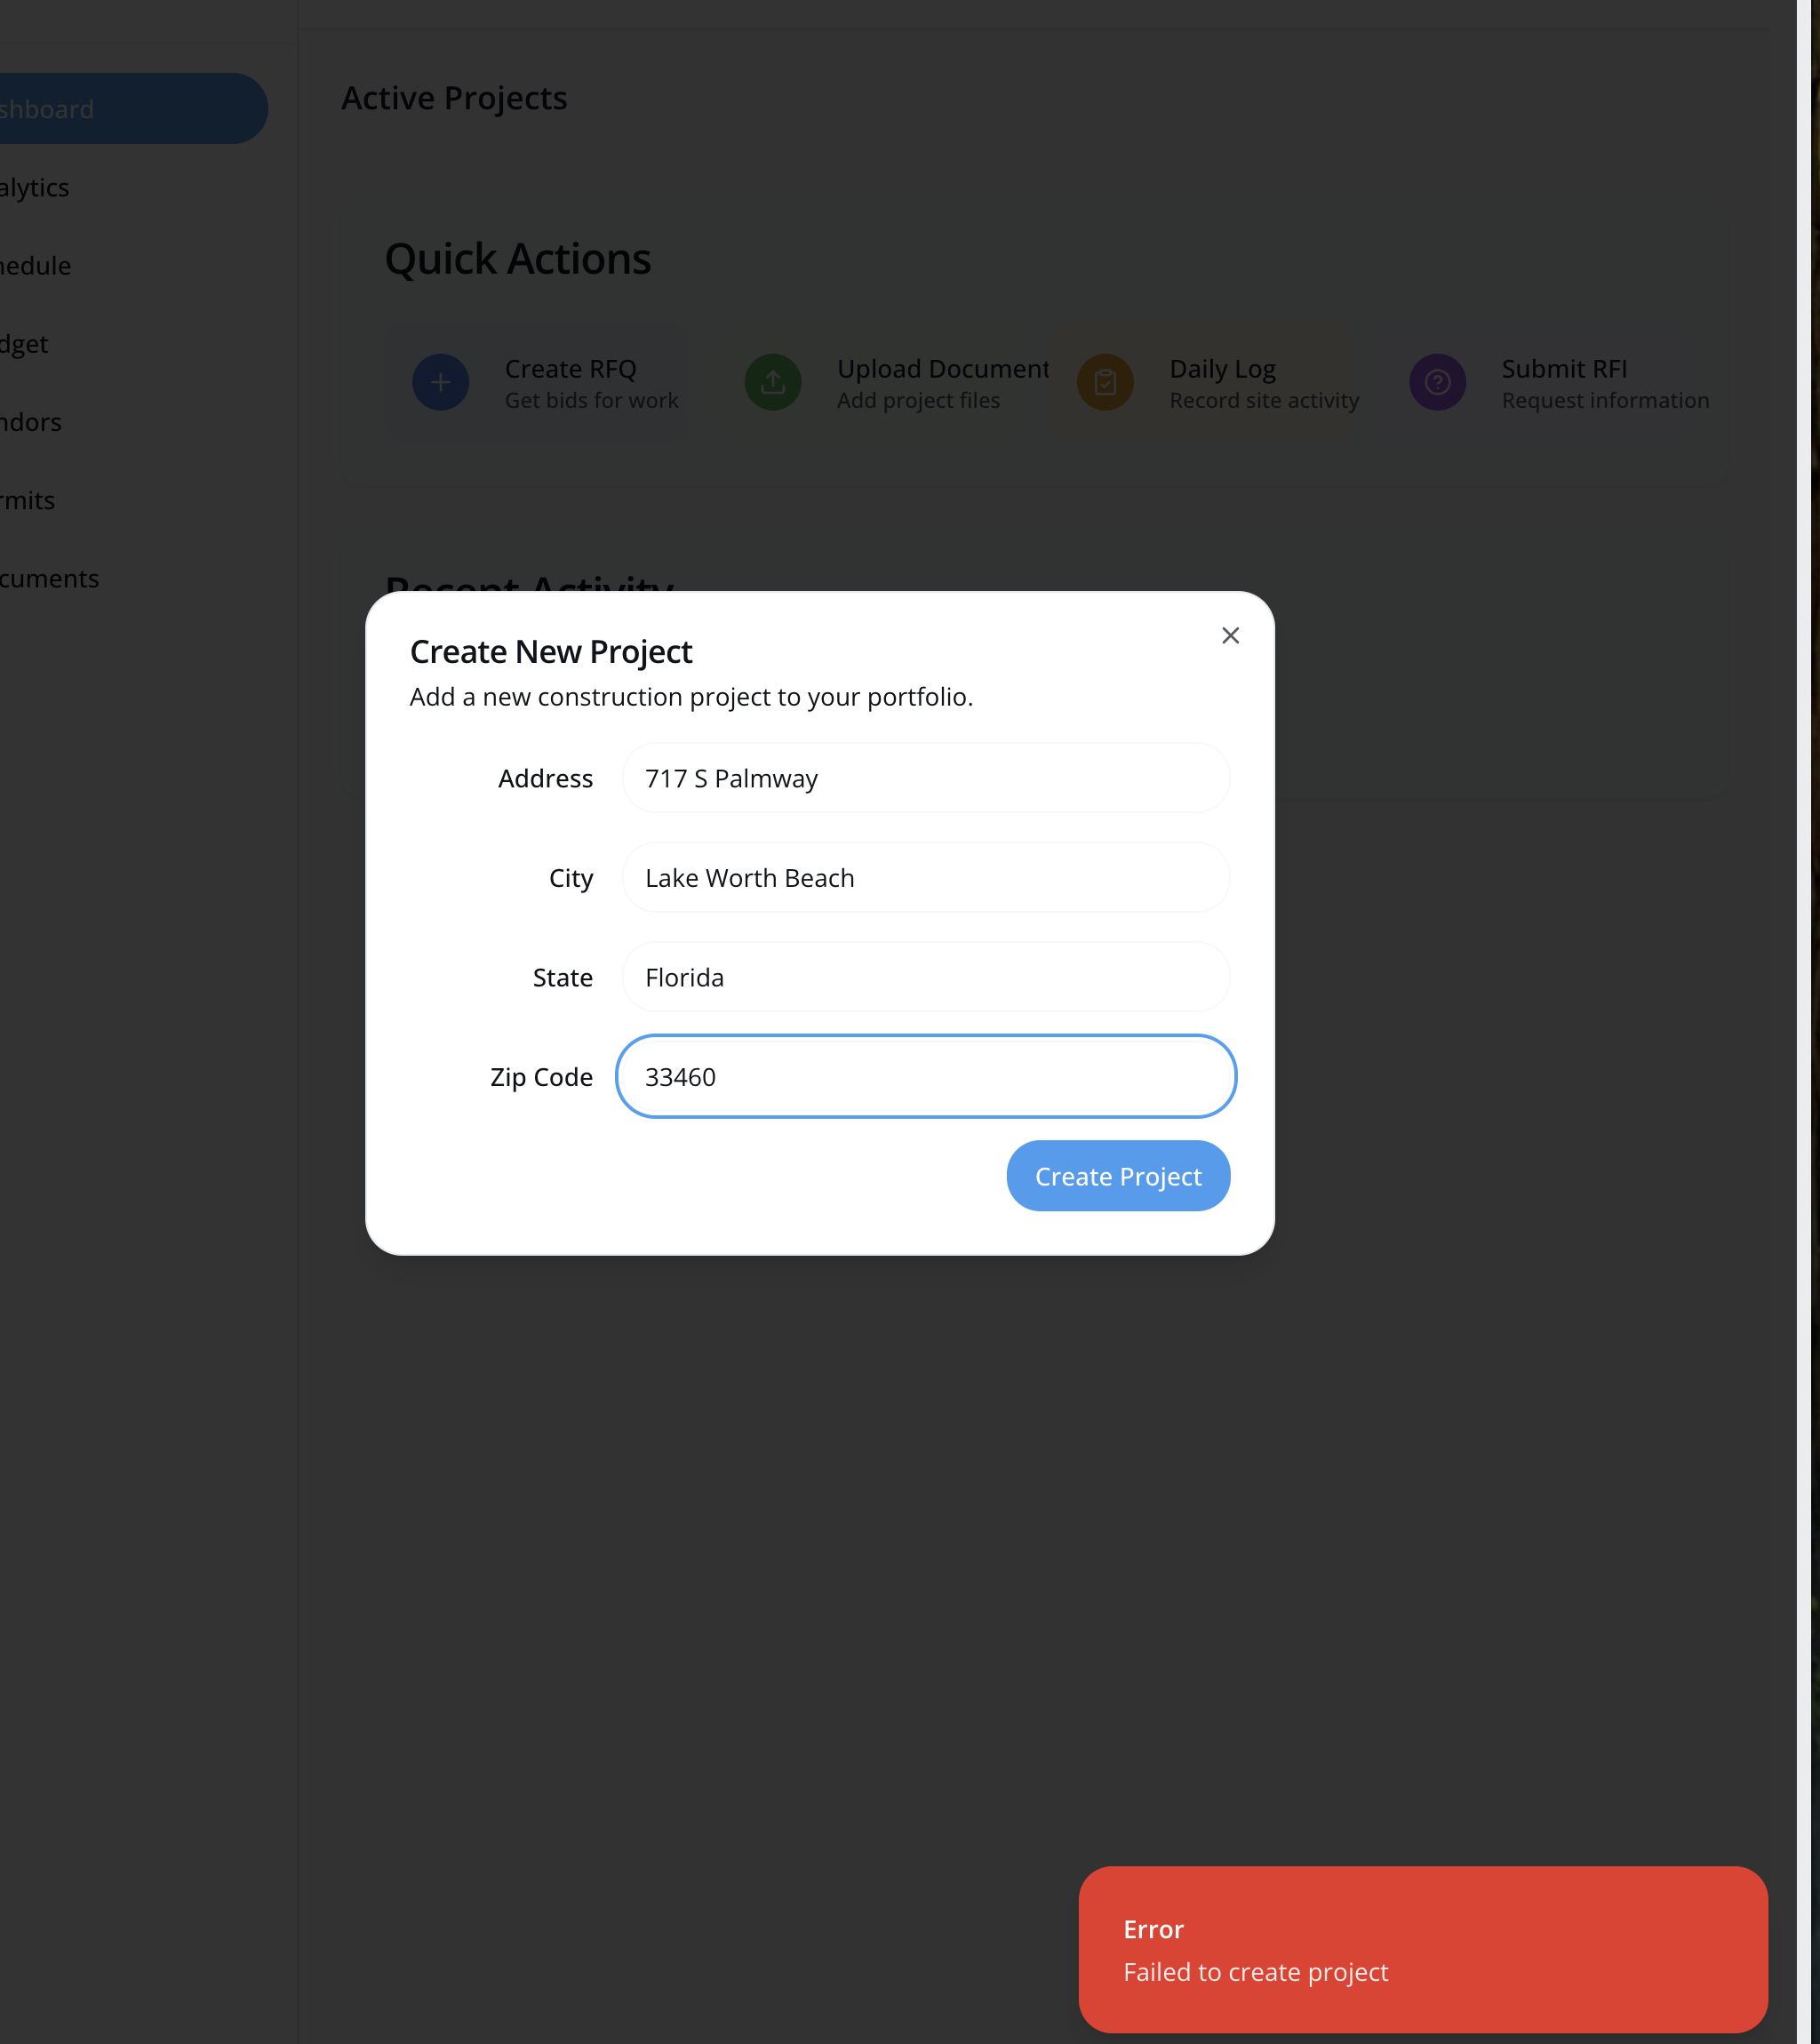 shboard
alytics
hedule
dget
ndors
rmits
cuments
Active Projects
Quick Actions
Create RFQ
Get bids for work
Upload Document
Add project files
Daily Log
Record site activity
Submit RFI
Request information
Recent Activity
Create New Project
Add a new construction project to your portfolio.
Address
717 S Palmway
City
Lake Worth Beach
State
Florida
Zip Code
33460
Create Project
Error
Failed to create project